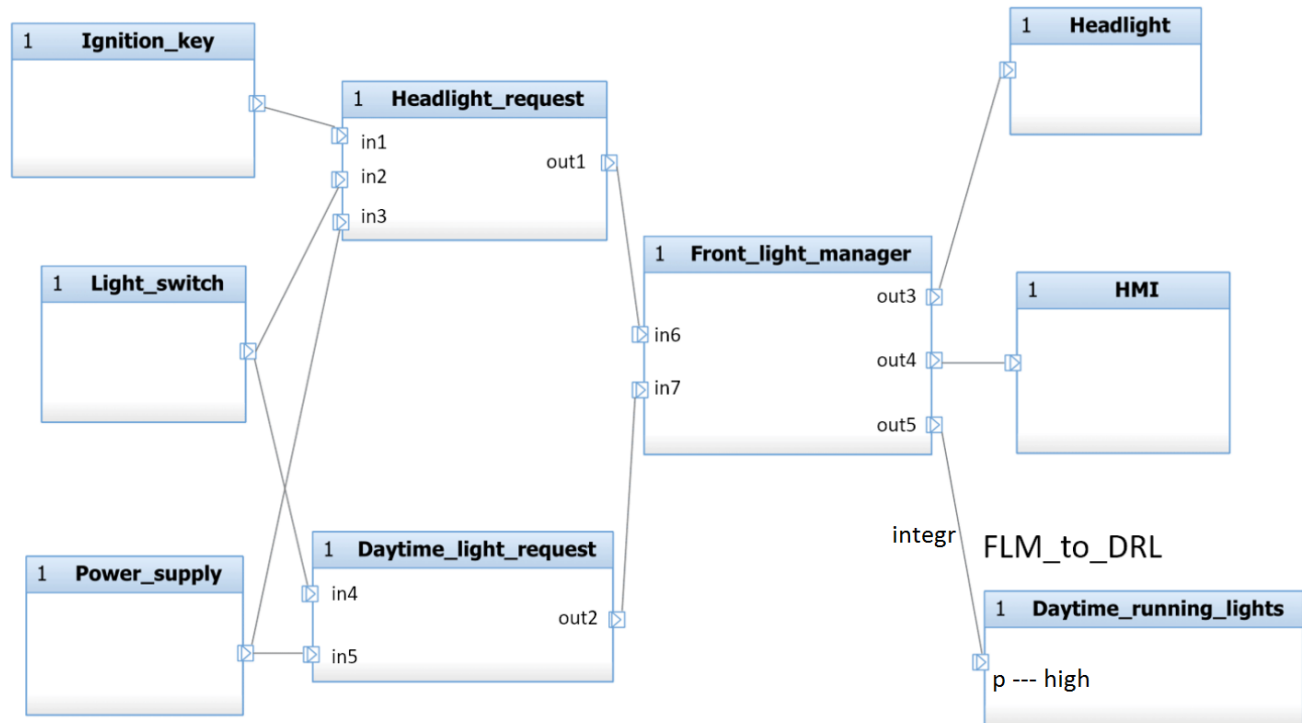 1 Ignition_key
1 Headlight_request
in1
in2
in3
out1
1 Light_switch
1 Power_supply
1 Daytime_light_request
in4
in5
out2
1 Front_light_manager
in6
in7
out3
out4
out5
1 Headlight
1 HMI
integr
FLM_to_DRL
1 Daytime_running_lights
p --- high